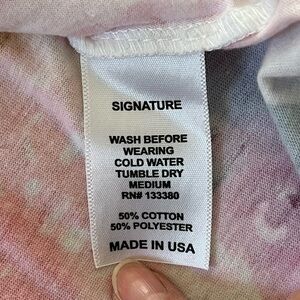 SIGNATURE
WASH BEFORE
WEARING
COLD WATER
TUMBLE DRY
MEDIUM
RN# 133380
50% COTTON
50% POLYESTER
MADE IN USA